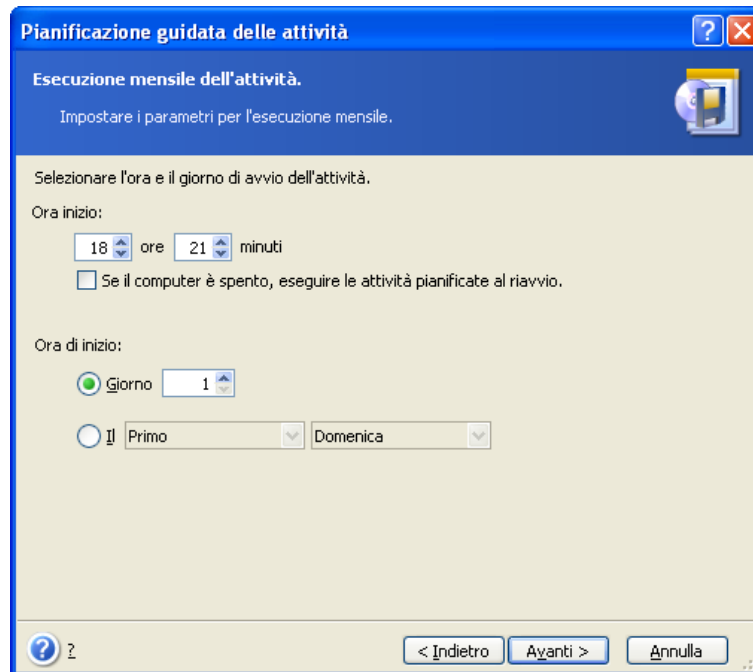 Pianificazione guidata delle attività
Esecuzione mensile dell'attività.
Impostare i parametri per l'esecuzione mensile.
Selezionare l'ora e il giorno di avvio dell'attività.
Ora inizio:
18 ore 21 minuti
Se il computer è spento, eseguire le attività pianificate al riavvio.
Ora di inizio:
Giorno 1
Il Primo Domenica
? < Indietro Avanti > Annulla